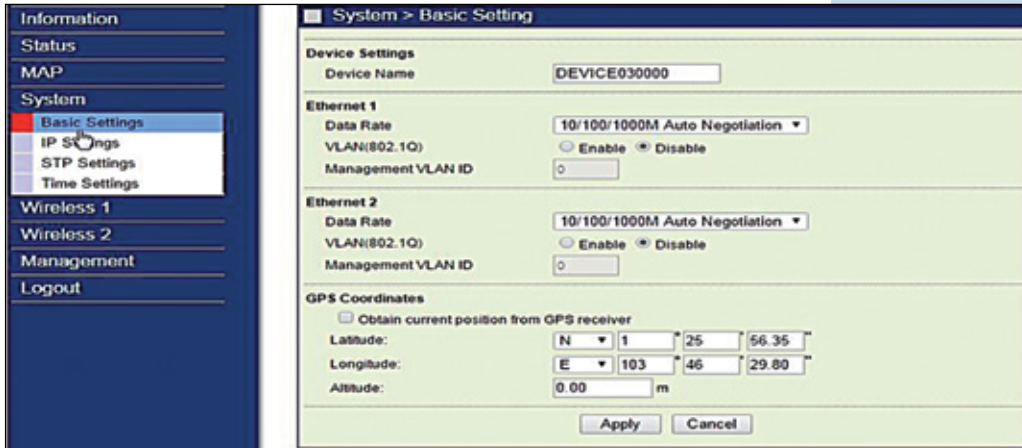 Information
Status
MAP
System
Basic Settings
IP Settings
STP Settings
Time Settings
Wireless 1
Wireless 2
Management
Logout
System > Basic Setting
Device Settings
Device Name DEVICE030000
Ethernet 1
Data Rate 10/100/1000M Auto Negotiation
VLAN(802.1Q) Enable Disable
Management VLAN ID 0
Ethernet 2
Data Rate 10/100/1000M Auto Negotiation
VLAN(802.1Q) Enable Disable
Management VLAN ID 0
GPS Coordinates
Obtain current position from GPS receiver
Latitude: N 1 ° 25 ' 56.35 "
Longitude: E 103 ° 46 ' 29.80 "
Altitude: 0.00 m
Apply Cancel